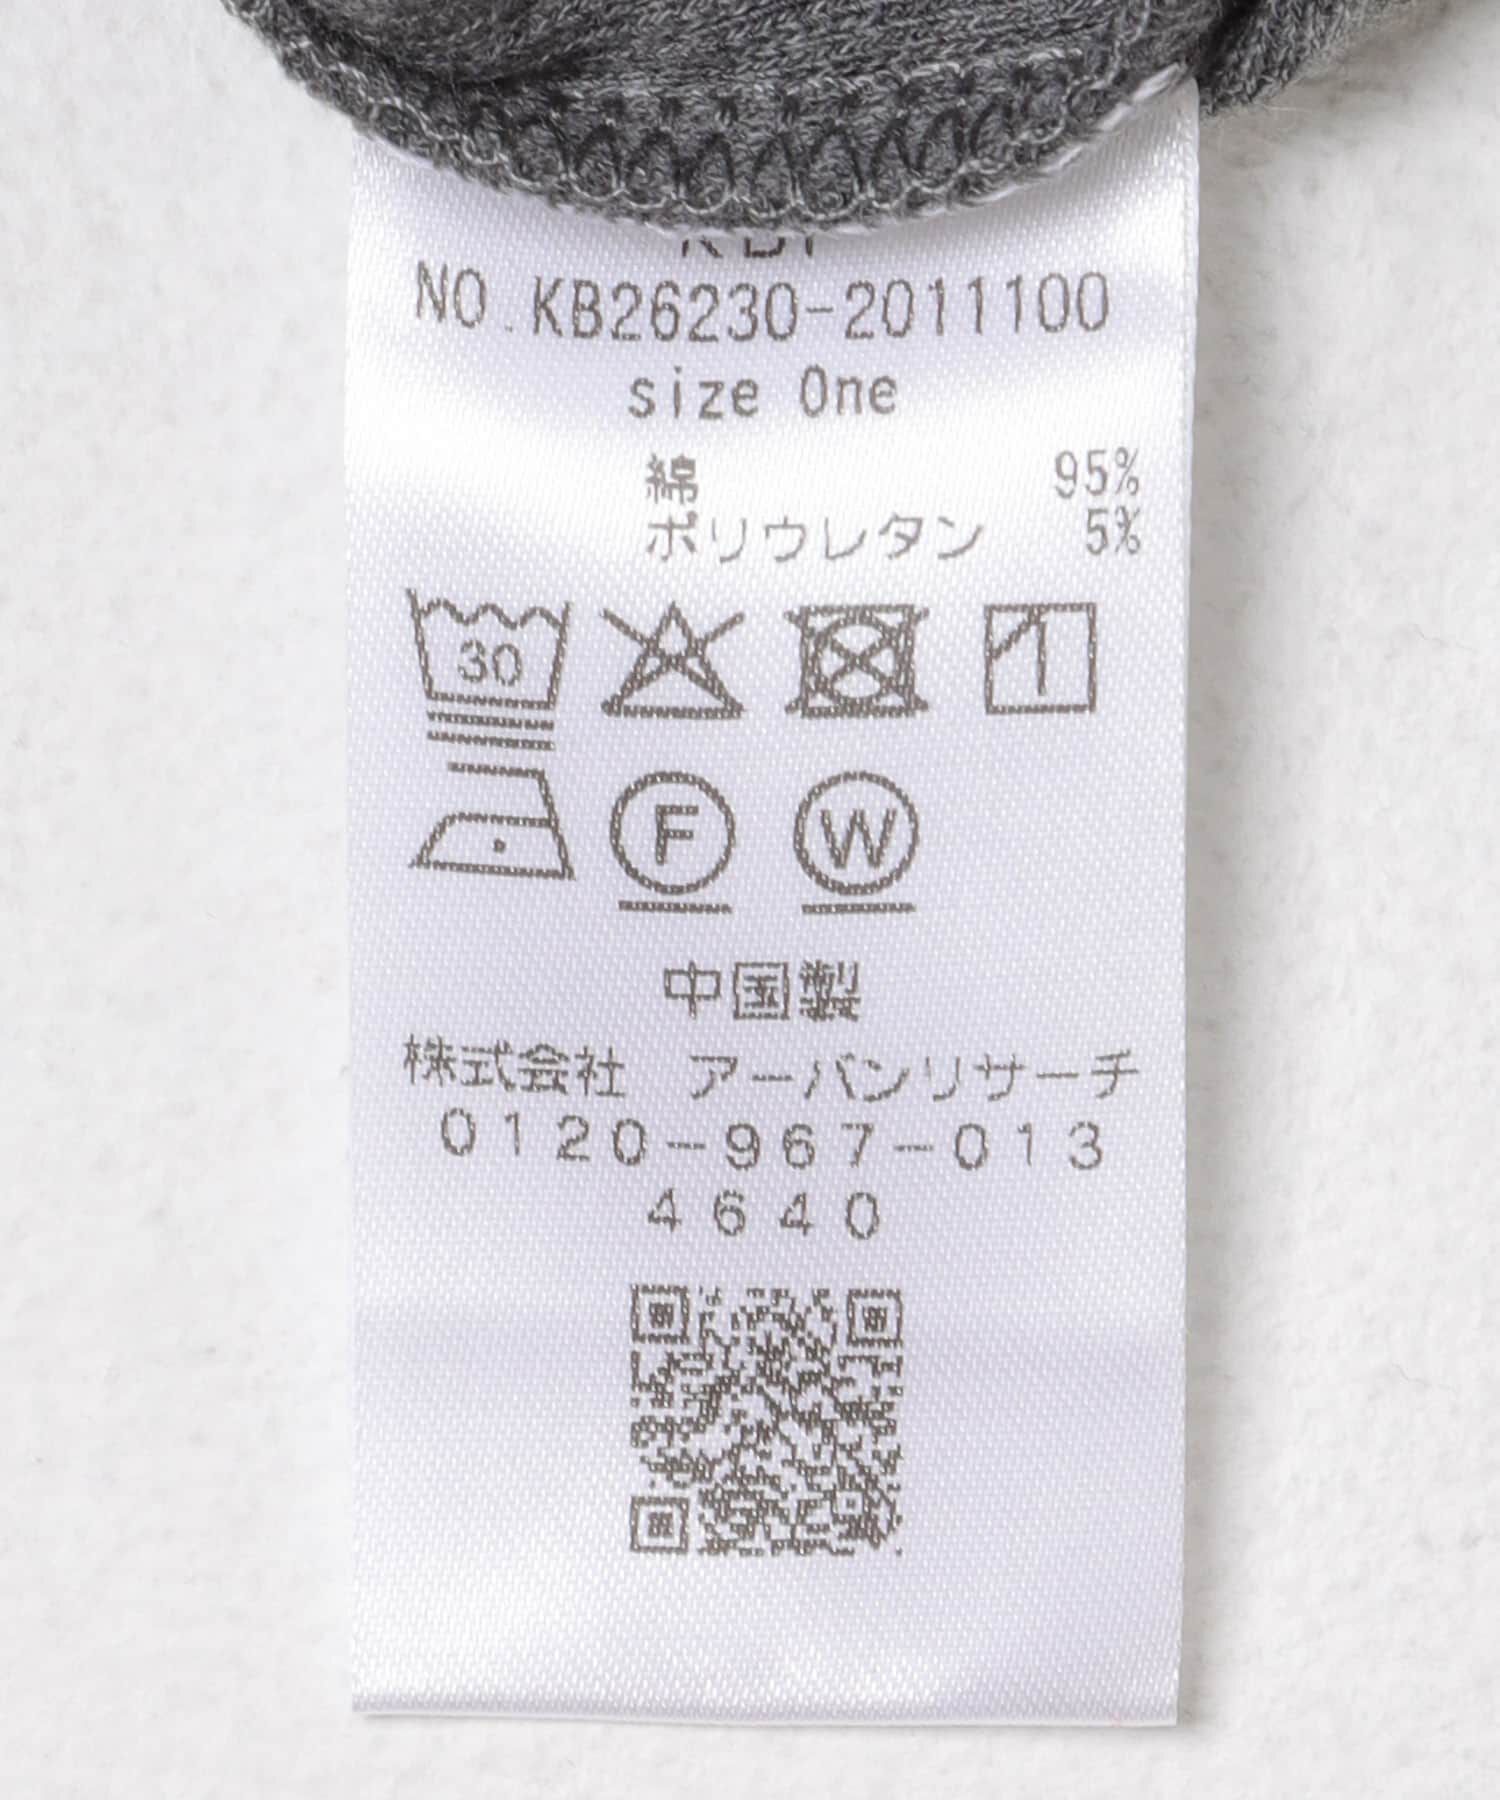 NO.KB26230-2011100
size One
綿 95%
ポリウレタン 5%
30
F W
中国製
株式会社 アーバンリサーチ
0120-967-013
4640